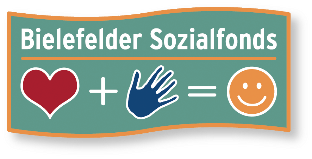 Bielefelder Sozialfonds
+ =